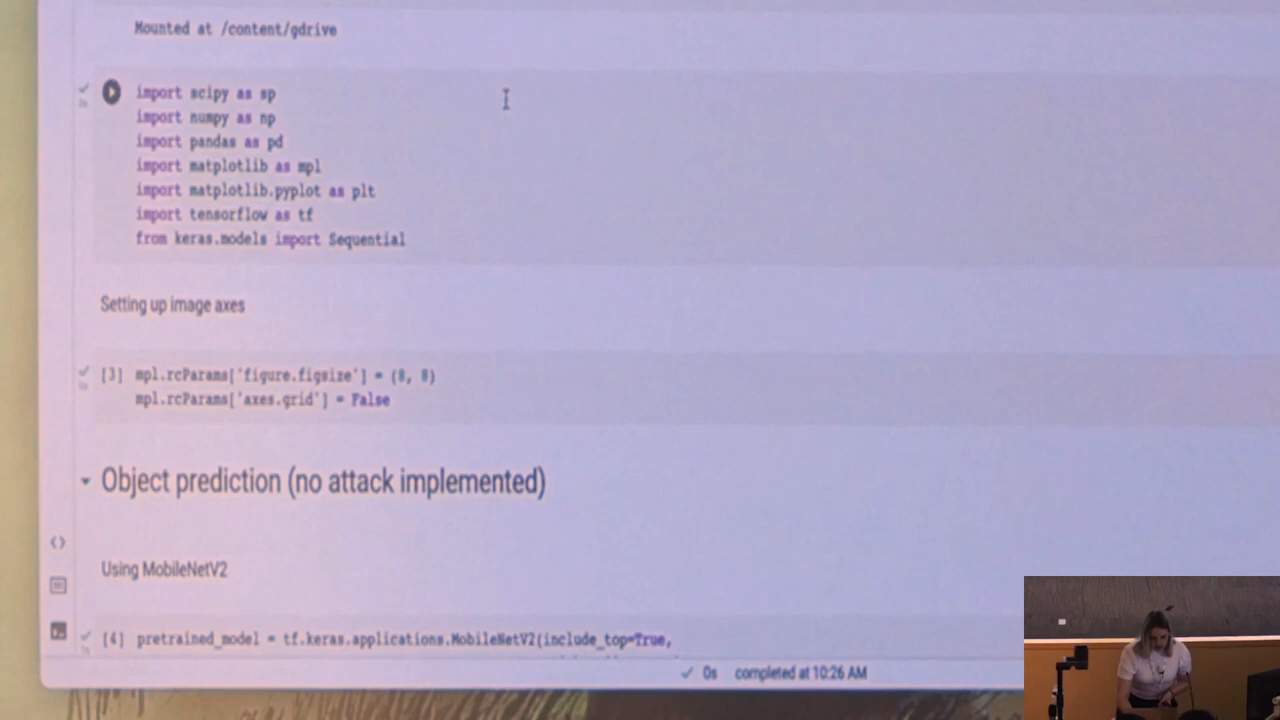 Mounted at /content/gdrive
import scipy as sp
import numpy as np
import pandas as pd
import matplotlib as mpl
import matplotlib.pyplot as plt
import tensorflow as tf
from keras.models import Sequential
Setting up image axes
[3] mpl.rcParams['figure.figsize'] = (8, 8)
mpl.rcParams['axes.grid'] = False
Object prediction (no attack implemented)
Using MobileNetV2
[4] pretrained_model = tf.keras.applications.MobileNetV2(include_top=True,
0s completed at 10:26 AM